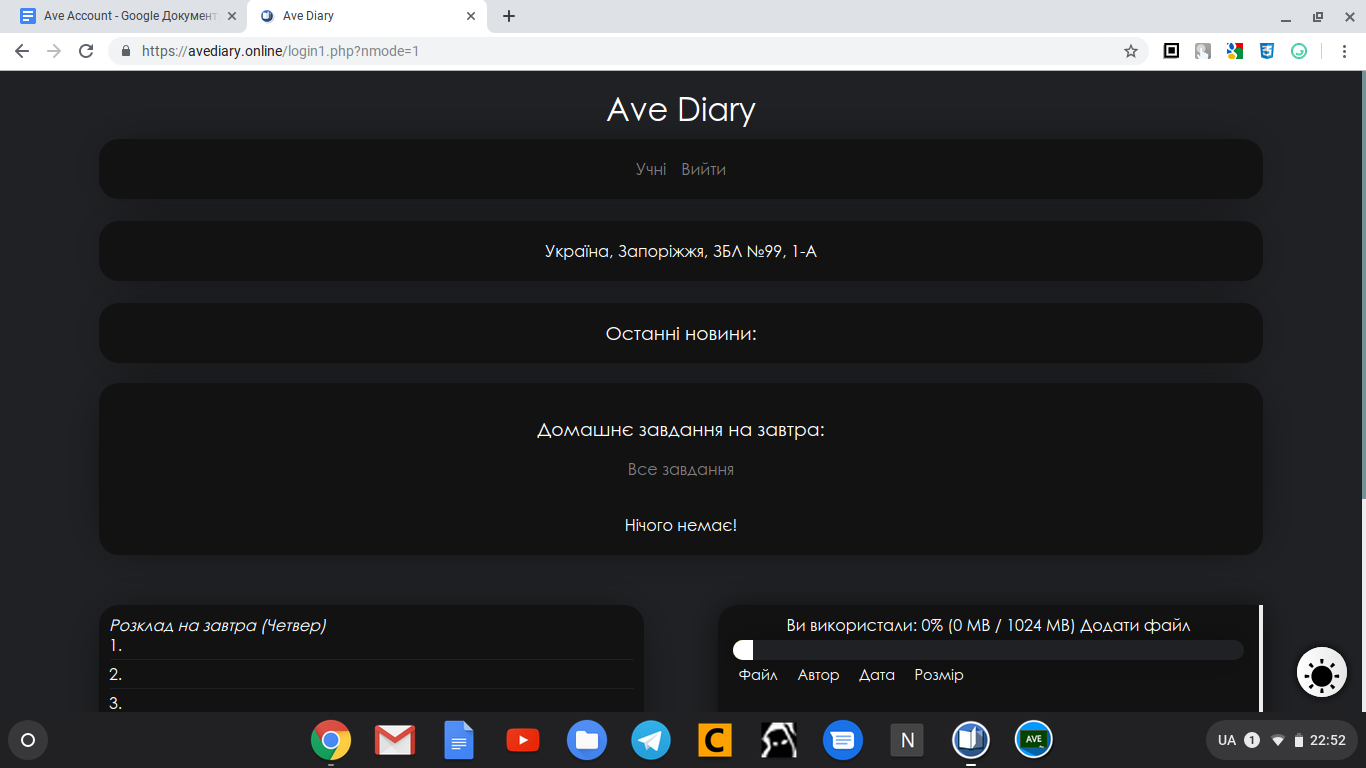 Ave Account - Google Документ
Ave Diary
https://avediary.online/login1.php?nmode=1
Ave Diary
Учні Вийти
Україна, Запоріжжя, ЗБЛ №99, 1-А
Останні новини:
Домашнє завдання на завтра:
Все завдання
Нічого немає!
Розклад на завтра (Четвер)
1.
2.
3.
Ви використали: 0% (0 MB / 1024 MB) Додати файл
Файл Автор Дата Розмір
C
N
AVE
UA 1 22:52